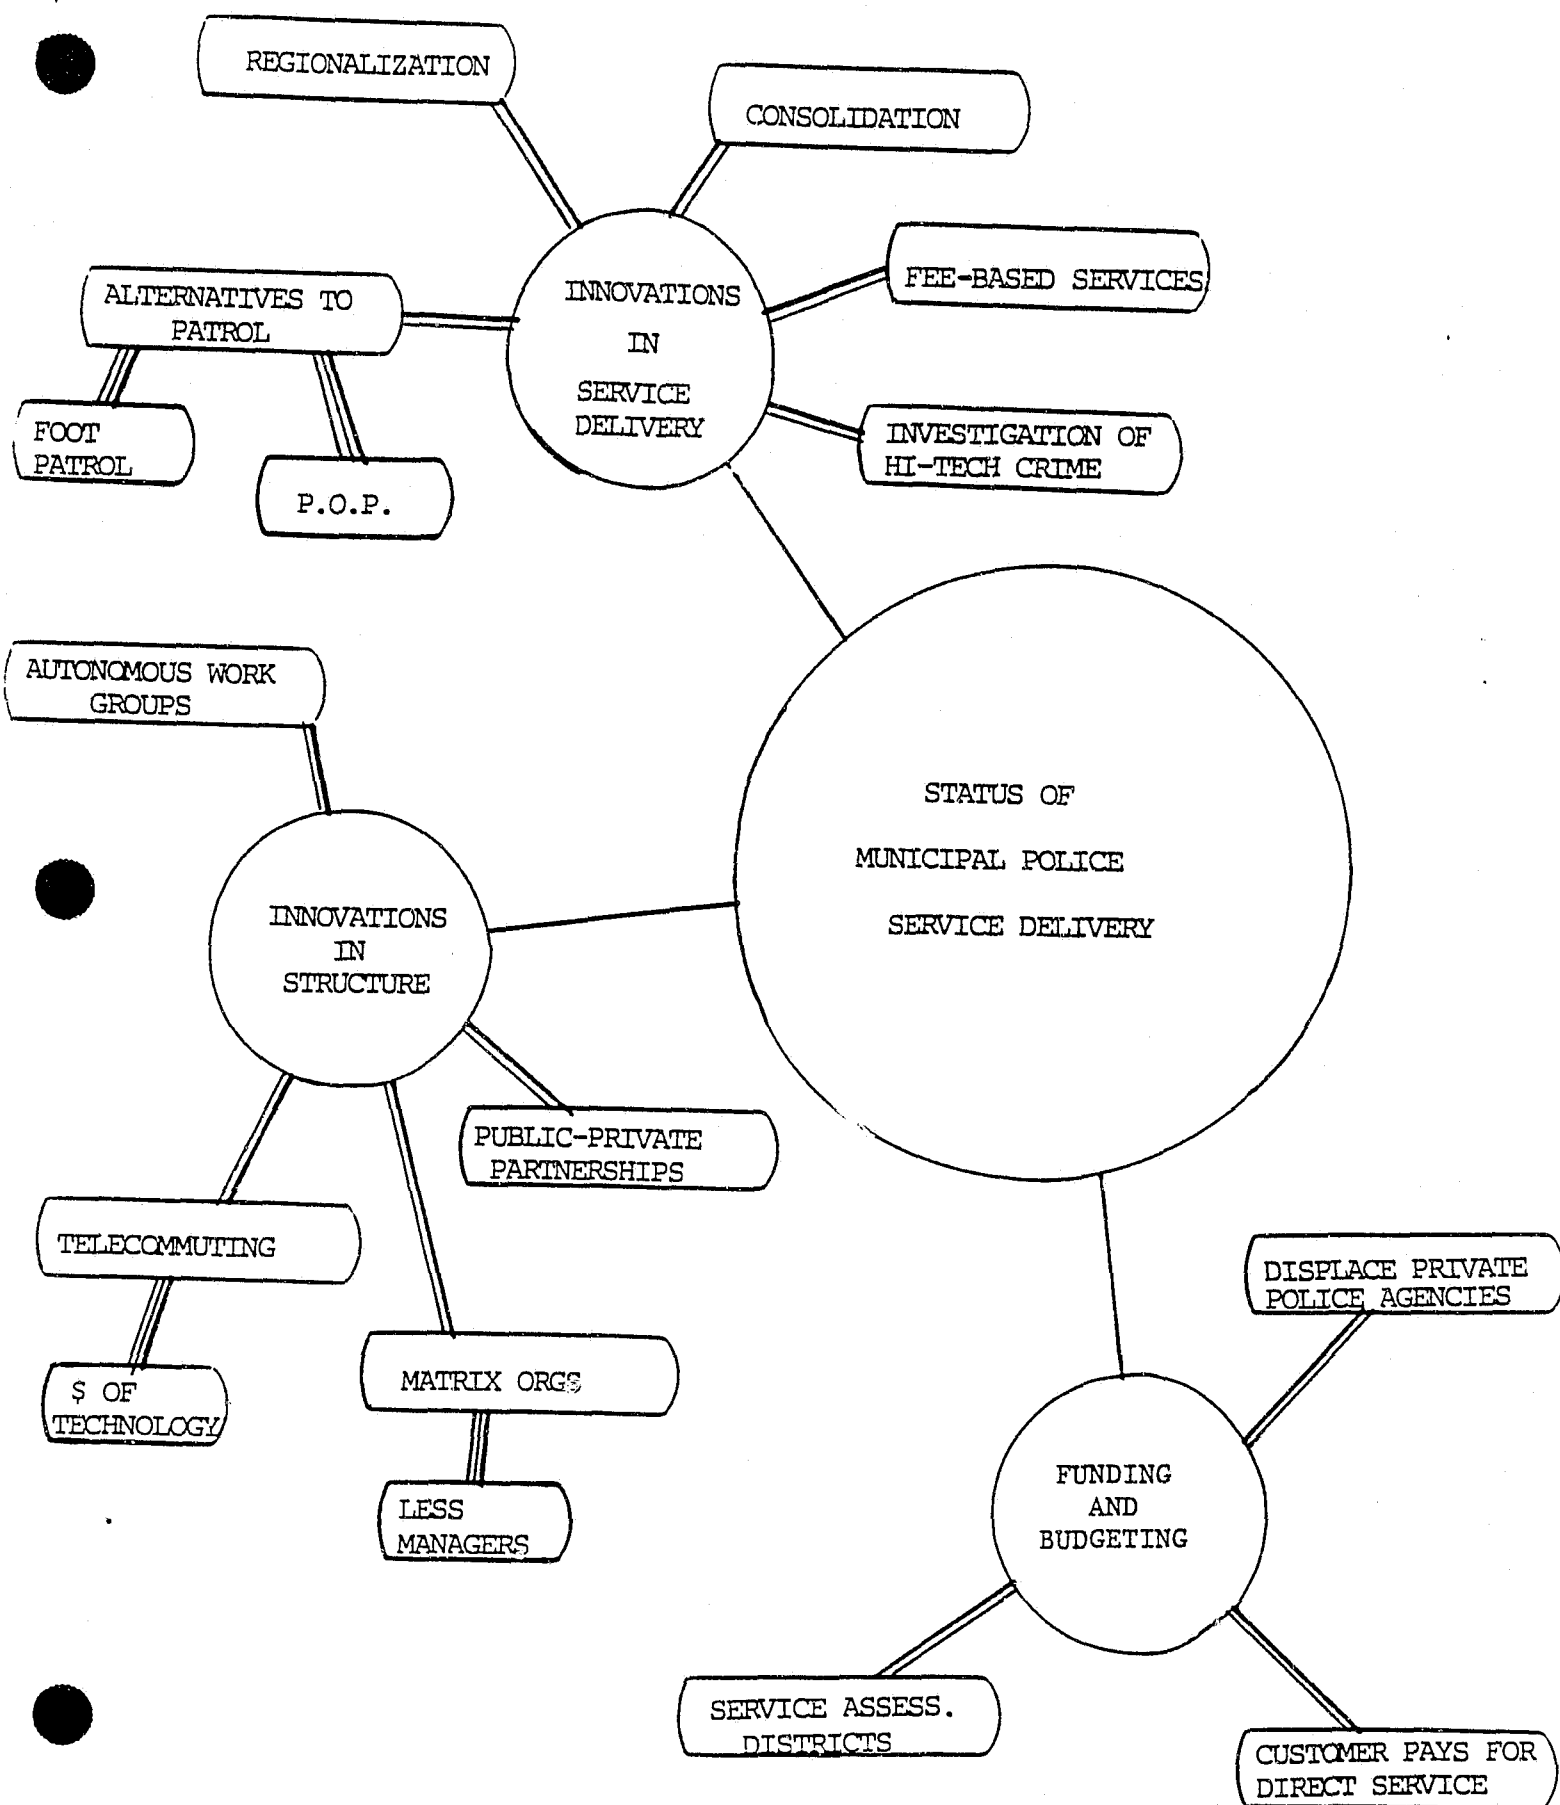 REGIONALIZATION
CONSOLIDATION
FEE-BASED SERVICES
INNOVATIONS
IN
SERVICE
DELIVERY
ALTERNATIVES TO
PATROL
FOOT
PATROL
P.O.P.
INVESTIGATION OF
HI-TECH CRIME
AUTONOMOUS WORK
GROUPS
STATUS OF
MUNICIPAL POLICE
SERVICE DELIVERY
INNOVATIONS
IN
STRUCTURE
PUBLIC-PRIVATE
PARTNERSHIPS
TELECOMMUTING
$ OF
TECHNOLOGY
MATRIX ORGS
LESS
MANAGERS
DISPLACE PRIVATE
POLICE AGENCIES
FUNDING
AND
BUDGETING
SERVICE ASSESS.
DISTRICTS
CUSTOMER PAYS FOR
DIRECT SERVICE